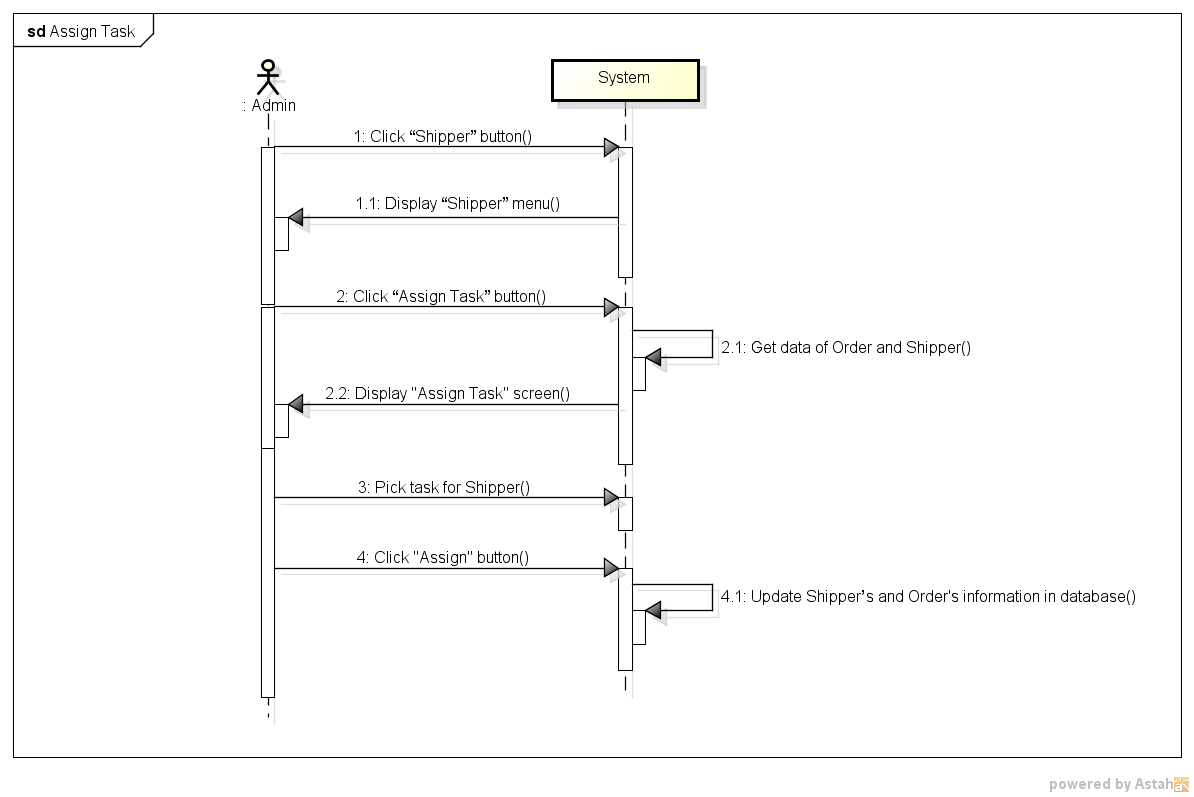 sd Assign Task
System
: Admin
1: Click “Shipper” button()
1.1: Display “Shipper” menu()
2: Click “Assign Task” button()
2.1: Get data of Order and Shipper()
2.2: Display "Assign Task" screen()
3: Pick task for Shipper()
4: Click "Assign" button()
4.1: Update Shipper’s and Order's information in database()
powered by Astah